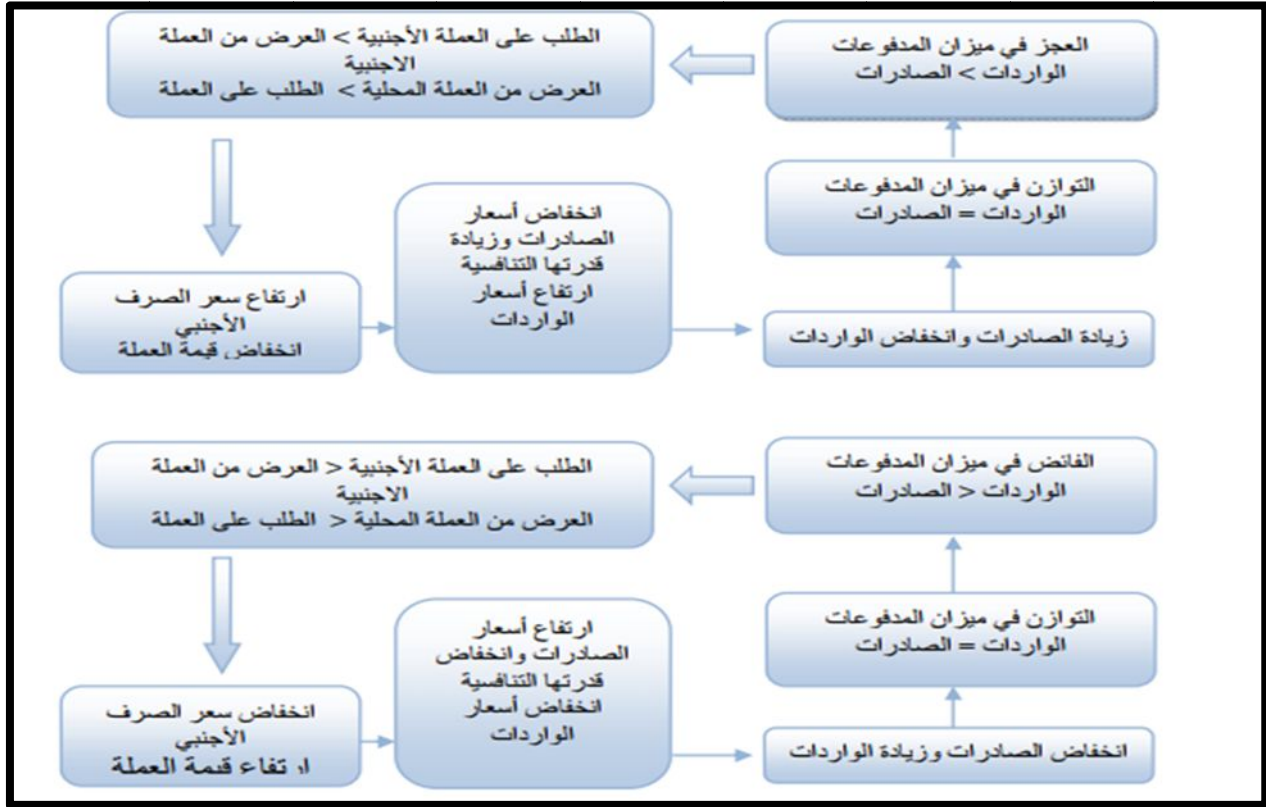 العجز في ميزان المدفوعات
الواردات > الصادرات
الطلب على العملة الأجنبية > العرض من العملة
الاجنبية
العرض من العملة المحلية > الطلب على العملة
ارتفاع سعر الصرف
الأجنبي
انخفاض قيمة العملة
انخفاض أسعار
الصادرات وزيادة
قدرتها التنافسية
ارتفاع أسعار
الواردات
زيادة الصادرات وانخفاض الواردات
التوازن في ميزان المدفوعات
الواردات = الصادرات
الفائض في ميزان المدفوعات
الواردات < الصادرات
الطلب على العملة الأجنبية < العرض من العملة
الاجنبية
العرض من العملة المحلية < الطلب على العملة
انخفاض سعر الصرف
الأجنبي
ارتفاع قيمة العملة
ارتفاع أسعار
الصادرات وانخفاض
قدرتها التنافسية
انخفاض أسعار
الواردات
انخفاض الصادرات وزيادة الواردات
التوازن في ميزان المدفوعات
الواردات = الصادرات